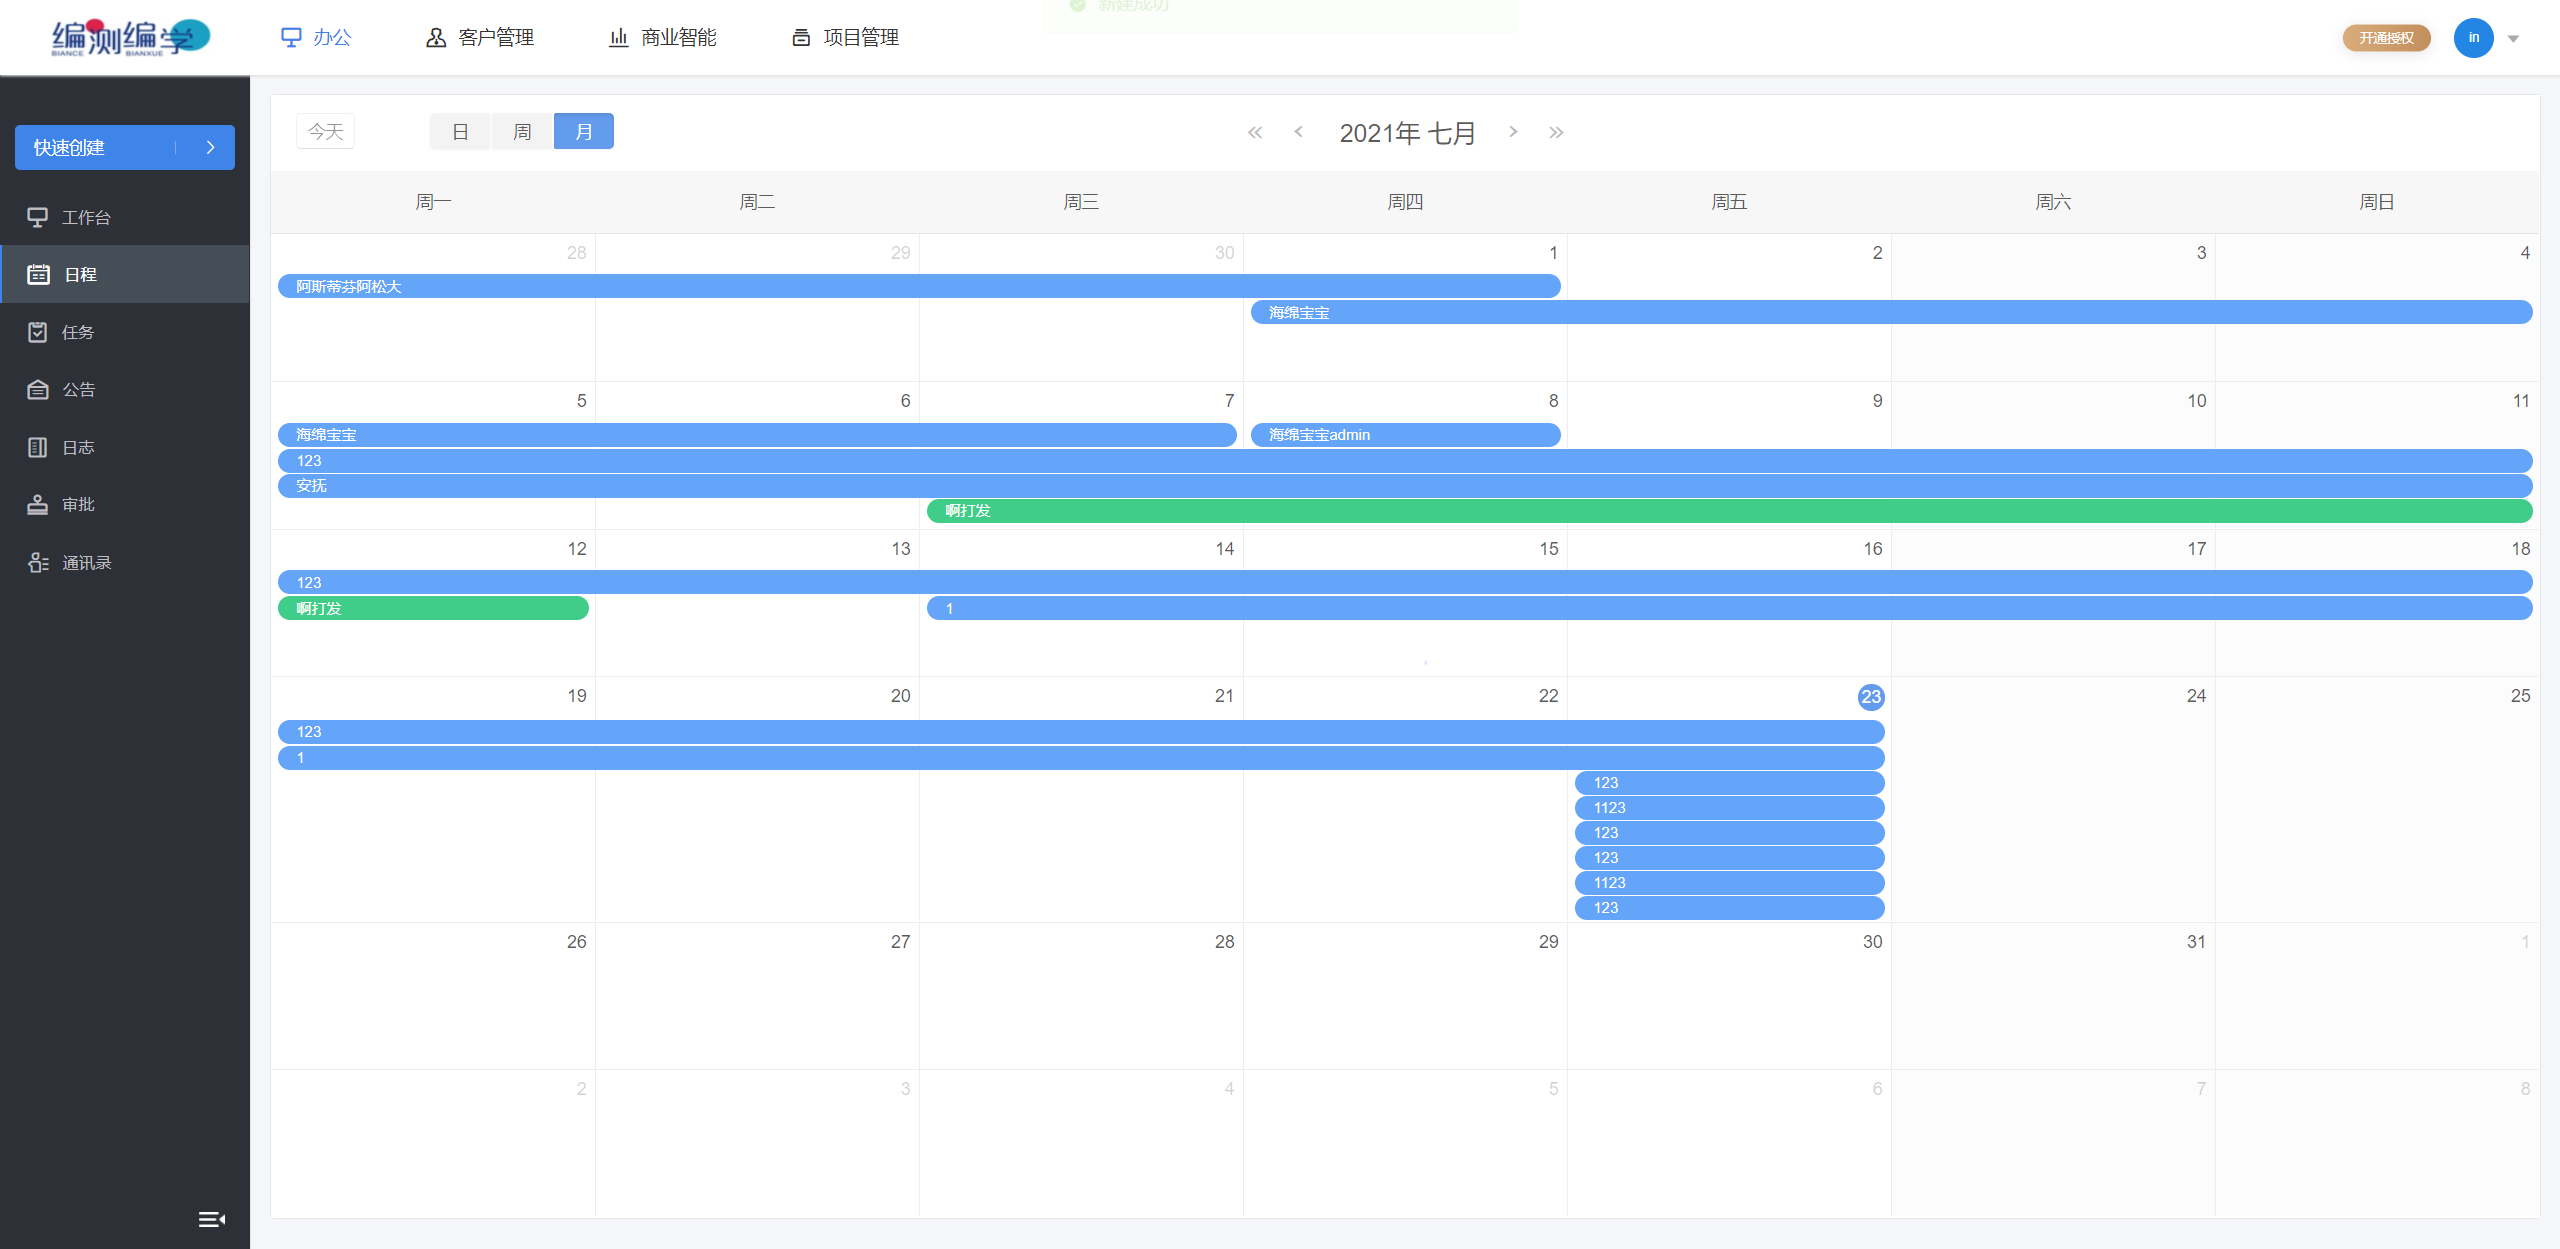 编测编学
BIANCE BIANXUE
办公 客户管理 商业智能 项目管理
新建成功
开通授权 in
快速创建
工作台
日程
任务
公告
日志
审批
通讯录
今天 日 周 月 2021年 七月
周一 周二 周三 周四 周五 周六 周日
28 29 30 1 2 3 4
阿斯蒂芬阿松大
海绵宝宝
5 6 7 8 9 10 11
海绵宝宝 海绵宝宝admin
123
安抚
啊打发
12 13 14 15 16 17 18
123
啊打发 1
19 20 21 22 23 24 25
123
1
123
1123
123
123
1123
123
26 27 28 29 30 31 1
2 3 4 5 6 7 8